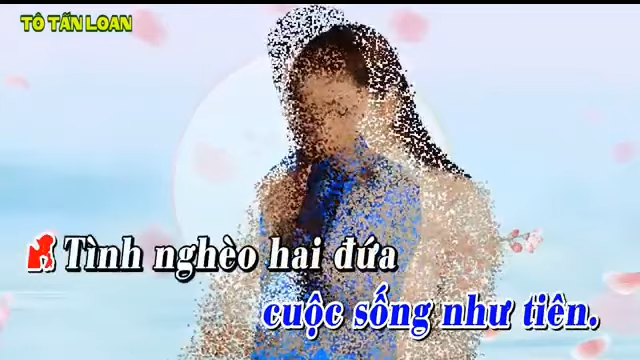 TÔ TẤN LOAN
Tình nghèo hai đứa
cuộc sống như tiên.